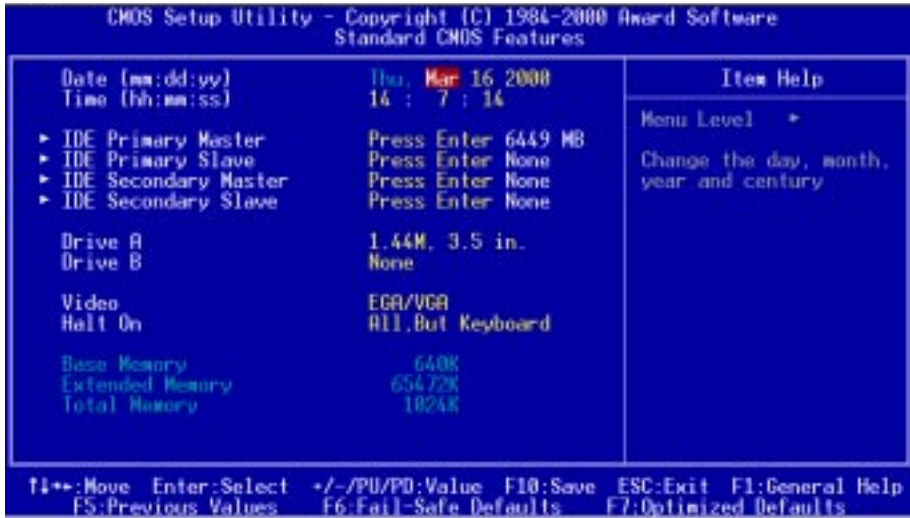 CMOS Setup Utility - Copyright (C) 1984-2000 Award Software
Standard CMOS Features
Date (mm:dd:yy) Thu, Mar 16 2000
Time (hh:mm:ss) 14 : 7 : 14
► IDE Primary Master Press Enter 6449 MB
► IDE Primary Slave Press Enter None
► IDE Secondary Master Press Enter None
► IDE Secondary Slave Press Enter None
Drive A 1.44M, 3.5 in.
Drive B None
Video EGA/VGA
Halt On All,But Keyboard
Base Memory 640K
Extended Memory 65472K
Total Memory 1024K
Item Help
Menu Level ►
Change the day, month,
year and century
↑↓→←:Move Enter:Select +/-/PU/PD:Value F10:Save ESC:Exit F1:General Help
F5:Previous Values F6:Fail-Safe Defaults F7:Optimized Defaults